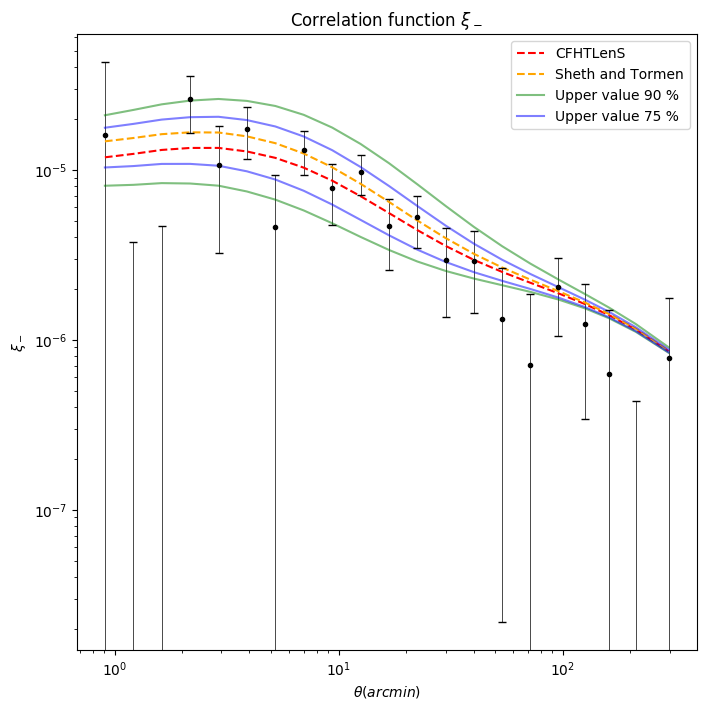 Correlation function ξ₋
CFHTLenS
Sheth and Tormen
Upper value 90 %
Upper value 75 %
10⁻⁵
10⁻⁶
10⁻⁷
ξ₋
10⁰ 10¹ 10²
θ(arcmin)